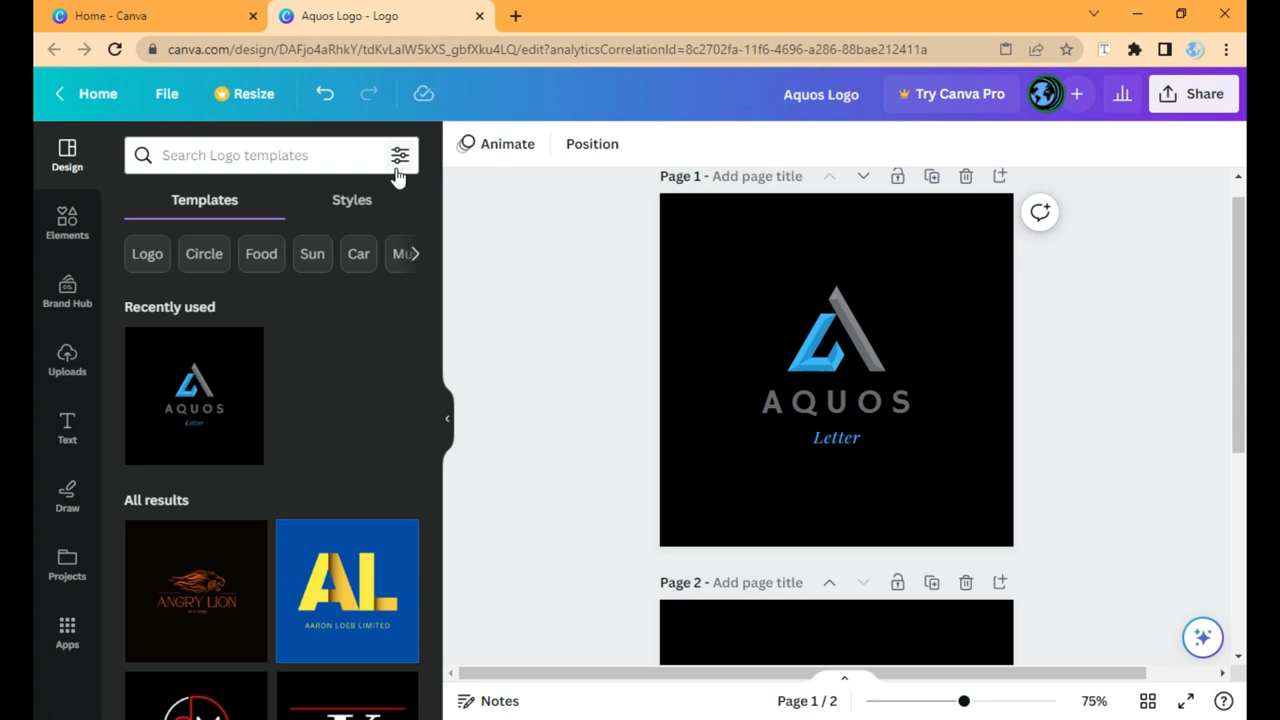 Home - Canva
Aquos Logo - Logo
canva.com/design/DAFjo4aRhkY/tdKvLaIW5kXS_gbfXku4LQ/edit?analyticsCorrelationId=8c2702fa-11f6-4696-a286-88bae212411a
Home
File
Resize
Aquos Logo
Try Canva Pro
Share
Design
Elements
Brand Hub
Uploads
Text
Draw
Projects
Apps
Search Logo templates
Templates
Styles
Logo
Circle
Food
Sun
Car
Mu
Recently used
AQUOS
Letter
All results
ANGRY LION
AL
AARON LOEB LIMITED
Animate
Position
Page 1 - Add page title
AQUOS
Letter
Page 2 - Add page title
Notes
Page 1 / 2
75%